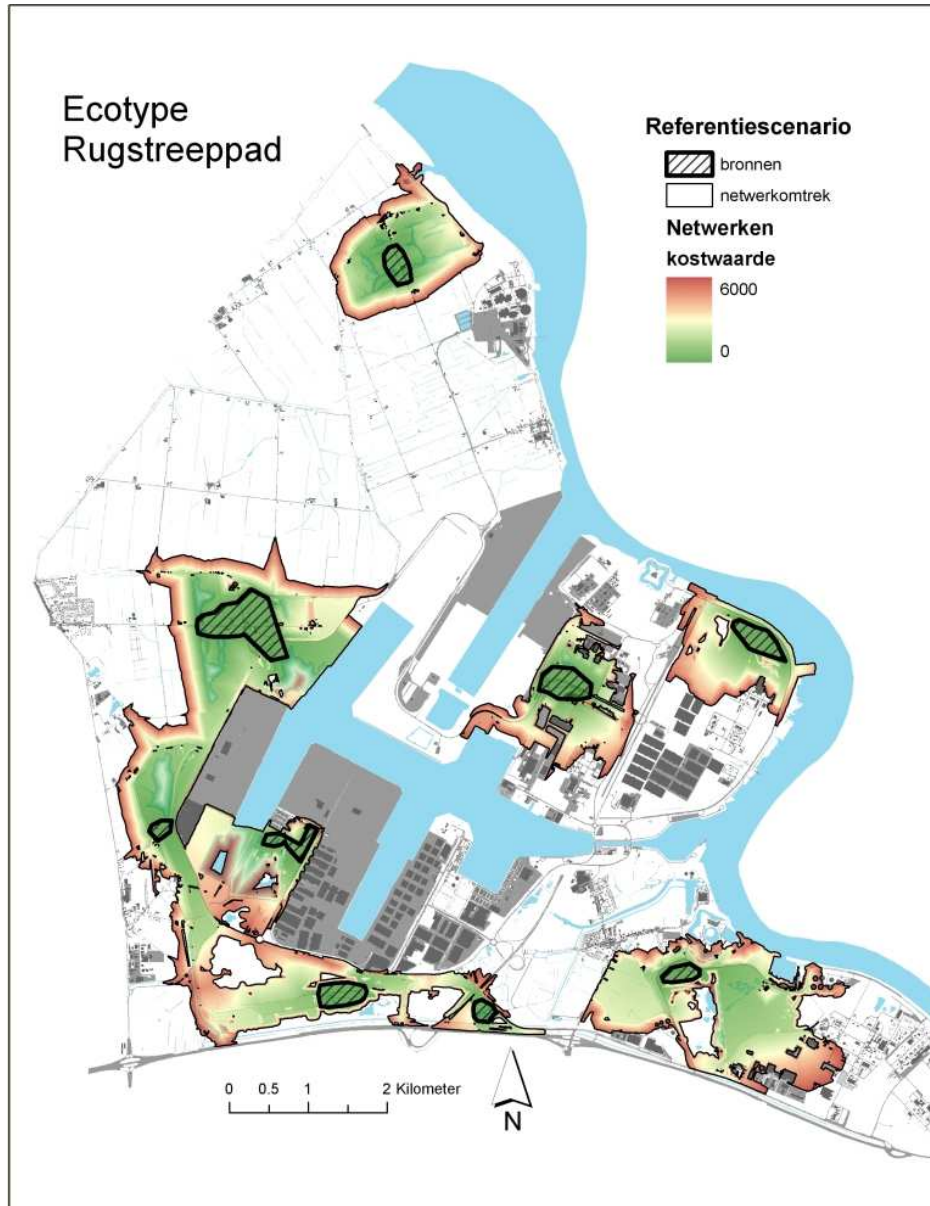 Ecotype
Rugstreeppad
Referentiescenario
bronnen
netwerkomtrek
Netwerken
kostwaarde
6000
0
0 0.5 1 2 Kilometer
N